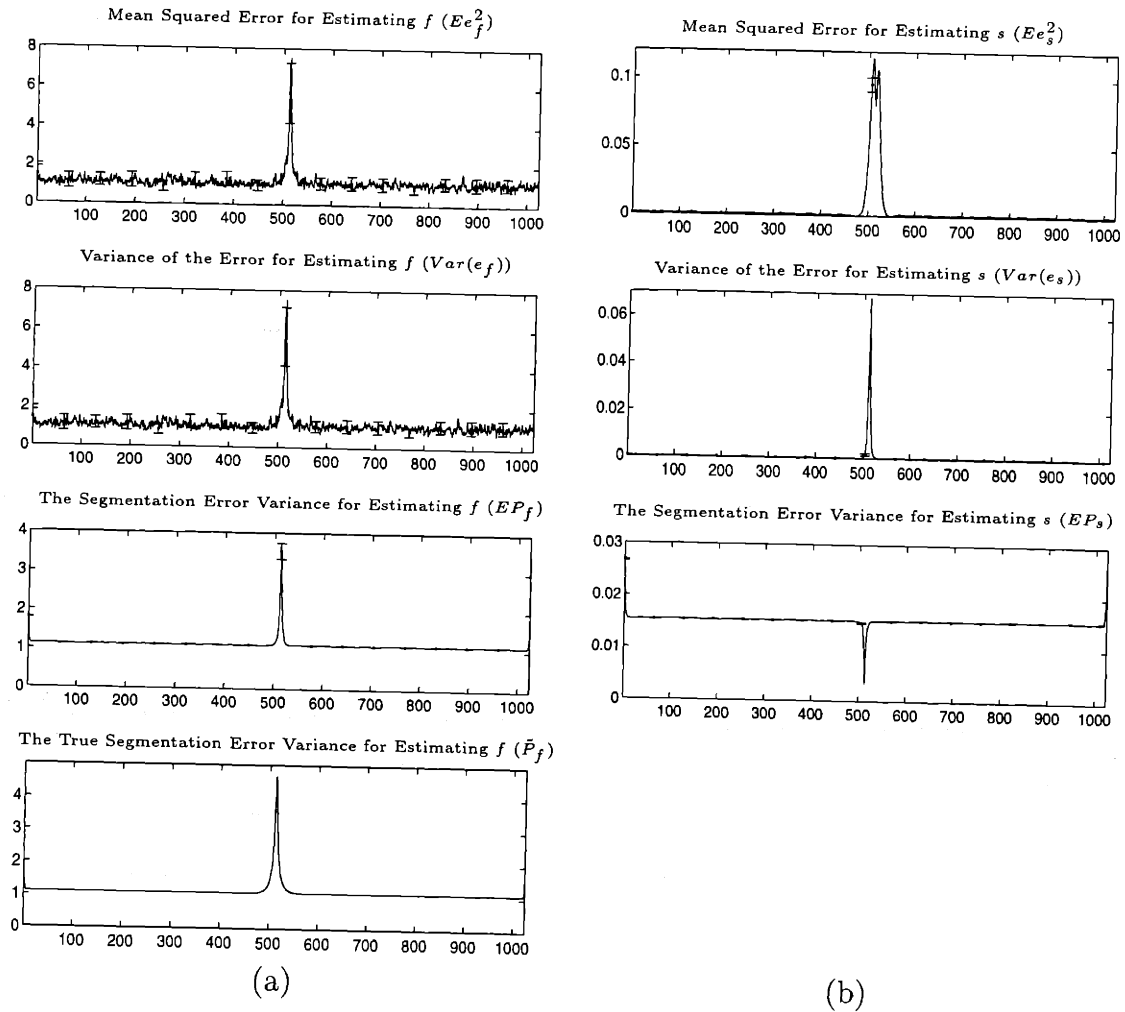 Mean Squared Error for Estimating f (Ee_f^2)
8
6
4
2
0
100 200 300 400 500 600 700 800 900 1000
Variance of the Error for Estimating f (Var(e_f))
8
6
4
2
0
100 200 300 400 500 600 700 800 900 1000
The Segmentation Error Variance for Estimating f (EP_f)
4
3
2
1
0
100 200 300 400 500 600 700 800 900 1000
The True Segmentation Error Variance for Estimating f (P̃_f)
4
3
2
1
0
100 200 300 400 500 600 700 800 900 1000
(a)
Mean Squared Error for Estimating s (Ee_s^2)
0.1
0.05
0
100 200 300 400 500 600 700 800 900 1000
Variance of the Error for Estimating s (Var(e_s))
0.06
0.04
0.02
0
100 200 300 400 500 600 700 800 900 1000
The Segmentation Error Variance for Estimating s (EP_s)
0.03
0.02
0.01
0
100 200 300 400 500 600 700 800 900 1000
(b)